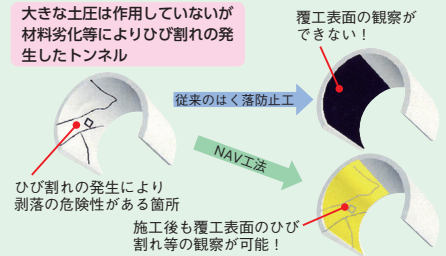 大きな土圧は作用していないが
材料劣化等によりひび割れの発
生したトンネル
覆工表面の観察が
できない！
従来のはく落防止工
NAV工法
ひび割れの発生により
剥落の危険性がある箇所
施工後も覆工表面のひび
割れ等の観察が可能！